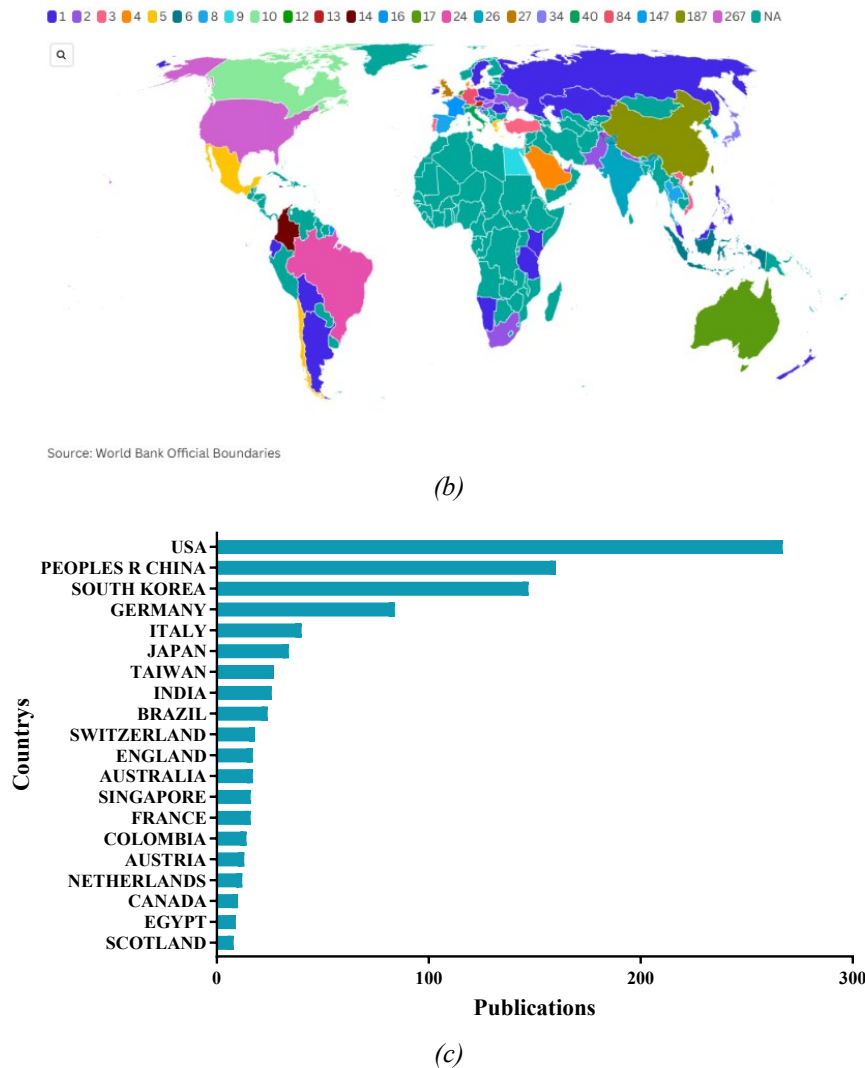 1 2 3 4 5 6 8 9 10 12 13 14 16 17 24 26 27 34 40 84 147 187 267 NA
Source: World Bank Official Boundaries
(b)
USA
PEOPLES R CHINA
SOUTH KOREA
GERMANY
ITALY
JAPAN
TAIWAN
INDIA
BRAZIL
SWITZERLAND
ENGLAND
AUSTRALIA
SINGAPORE
FRANCE
COLOMBIA
AUSTRIA
NETHERLANDS
CANADA
EGYPT
SCOTLAND
Countrys
0 100 200 300
Publications
(c)